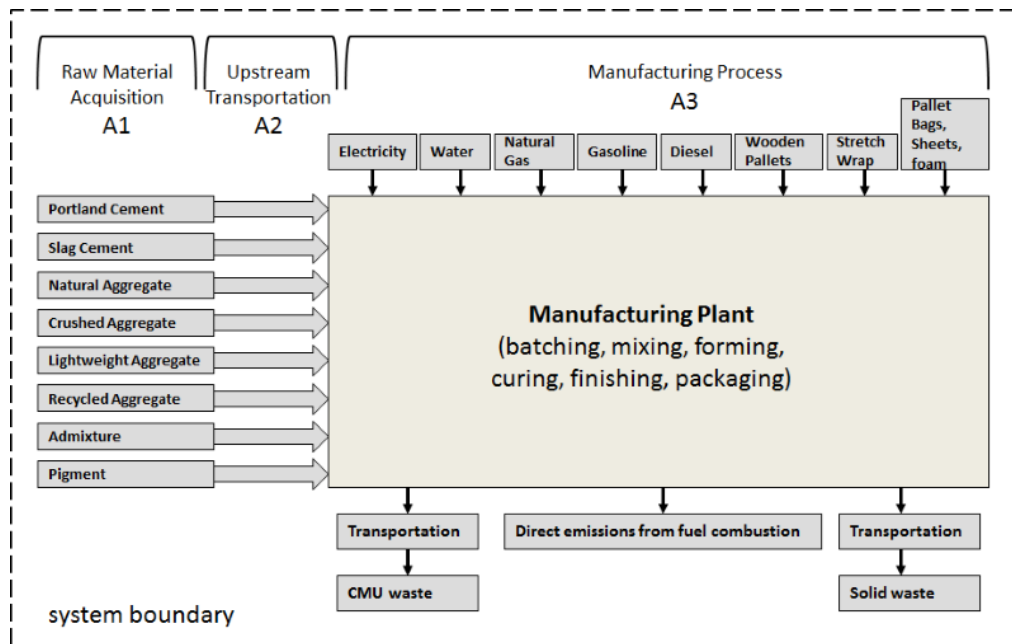 Raw Material
Acquisition
A1
Upstream
Transportation
A2
Manufacturing Process
A3
Electricity
Water
Natural
Gas
Gasoline
Diesel
Wooden
Pallets
Stretch
Wrap
Pallet
Bags,
Sheets,
foam
Portland Cement
Slag Cement
Natural Aggregate
Crushed Aggregate
Lightweight Aggregate
Recycled Aggregate
Admixture
Pigment
Manufacturing Plant
(batching, mixing, forming,
curing, finishing, packaging)
Transportation
CMU waste
Direct emissions from fuel combustion
Transportation
Solid waste
system boundary